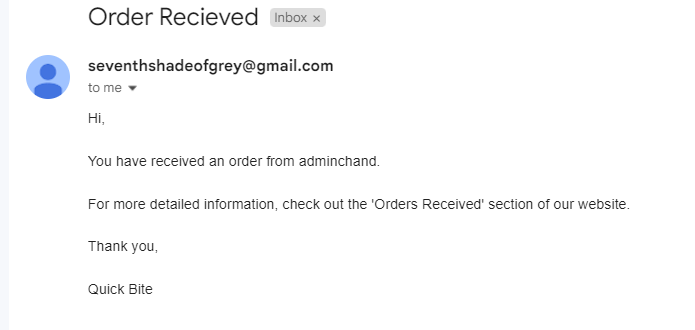 Order Recieved Inbox ×
seventhshadeofgrey@gmail.com
to me
Hi,
You have received an order from adminchand.
For more detailed information, check out the 'Orders Received' section of our website.
Thank you,
Quick Bite